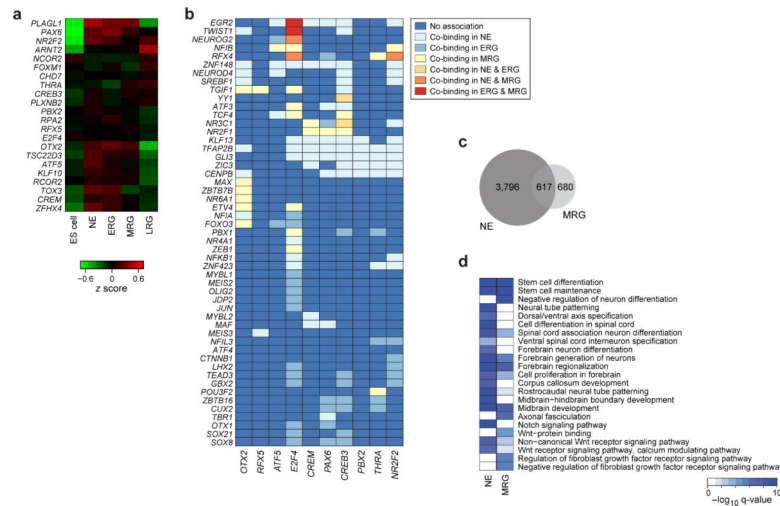 a
PLAGL1
PAX6
NR2F2
ARNT2
NCOR2
FOXM1
CHD7
THRA
CREB3
PLXNB2
PBX2
RPA2
RFX5
E2F4
OTX2
TSC22D3
ATF5
KLF10
RCOR2
TOX3
CREM
ZFHX4
ES cell
NE
ERG
MRG
LRG
−0.6
0.6
z score
b
EGR2
TWIST1
NEUROG2
NFIB
RFX4
ZNF148
NEUROD4
SREBF1
TGIF1
YY1
ATF3
TCF4
NR3C1
NR2F1
KLF13
TFAP2B
GLI3
ZIC3
CENPB
MAX
ZBTB7B
NR6A1
ETV4
NFIA
FOXO3
PBX1
NR4A1
ZEB1
NFKB1
ZNF423
MYBL1
MEIS2
OLIG2
JDP2
JUN
MYBL2
MAF
MEIS3
NFIL3
ATF4
CTNNB1
LHX2
TEAD3
GBX2
POU3F2
ZBTB16
CUX2
TBR1
OTX1
SOX21
SOX8
OTX2
RFX5
ATF5
E2F4
CREM
PAX6
CREB3
PBX2
THRA
NR2F2
No association
Co-binding in NE
Co-binding in ERG
Co-binding in MRG
Co-binding in NE & ERG
Co-binding in NE & MRG
Co-binding in ERG & MRG
c
3,796
617
680
NE
MRG
d
Stem cell differentiation
Stem cell maintenance
Negative regulation of neuron differentiation
Neural tube patterning
Dorsal/ventral axis specification
Cell differentiation in spinal cord
Spinal cord association neuron differentiation
Ventral spinal cord interneuron specification
Forebrain neuron differentiation
Forebrain generation of neurons
Forebrain regionalization
Cell proliferation in forebrain
Corpus callosum development
Rostrocaudal neural tube patterning
Midbrain−hindbrain boundary development
Midbrain development
Axonal fasciculation
Notch signaling pathway
Wnt−protein binding
Non-canonical Wnt receptor signaling pathway
Wnt receptor signaling pathway, calcium modulating pathway
Regulation of fibroblast growth factor receptor signaling pathway
Negative regulation of fibroblast growth factor receptor signaling pathway
NE
MRG
0
10
−log10 q-value